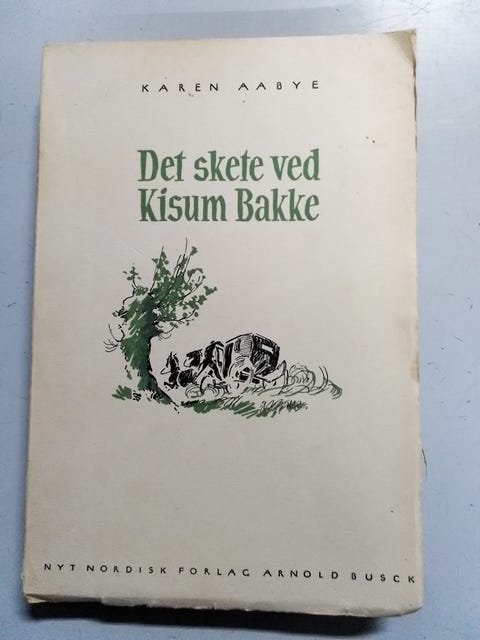 KAREN AABYE
Det skete ved
Kisum Bakke
NYT NORDISK FORLAG ARNOLD BUSCK